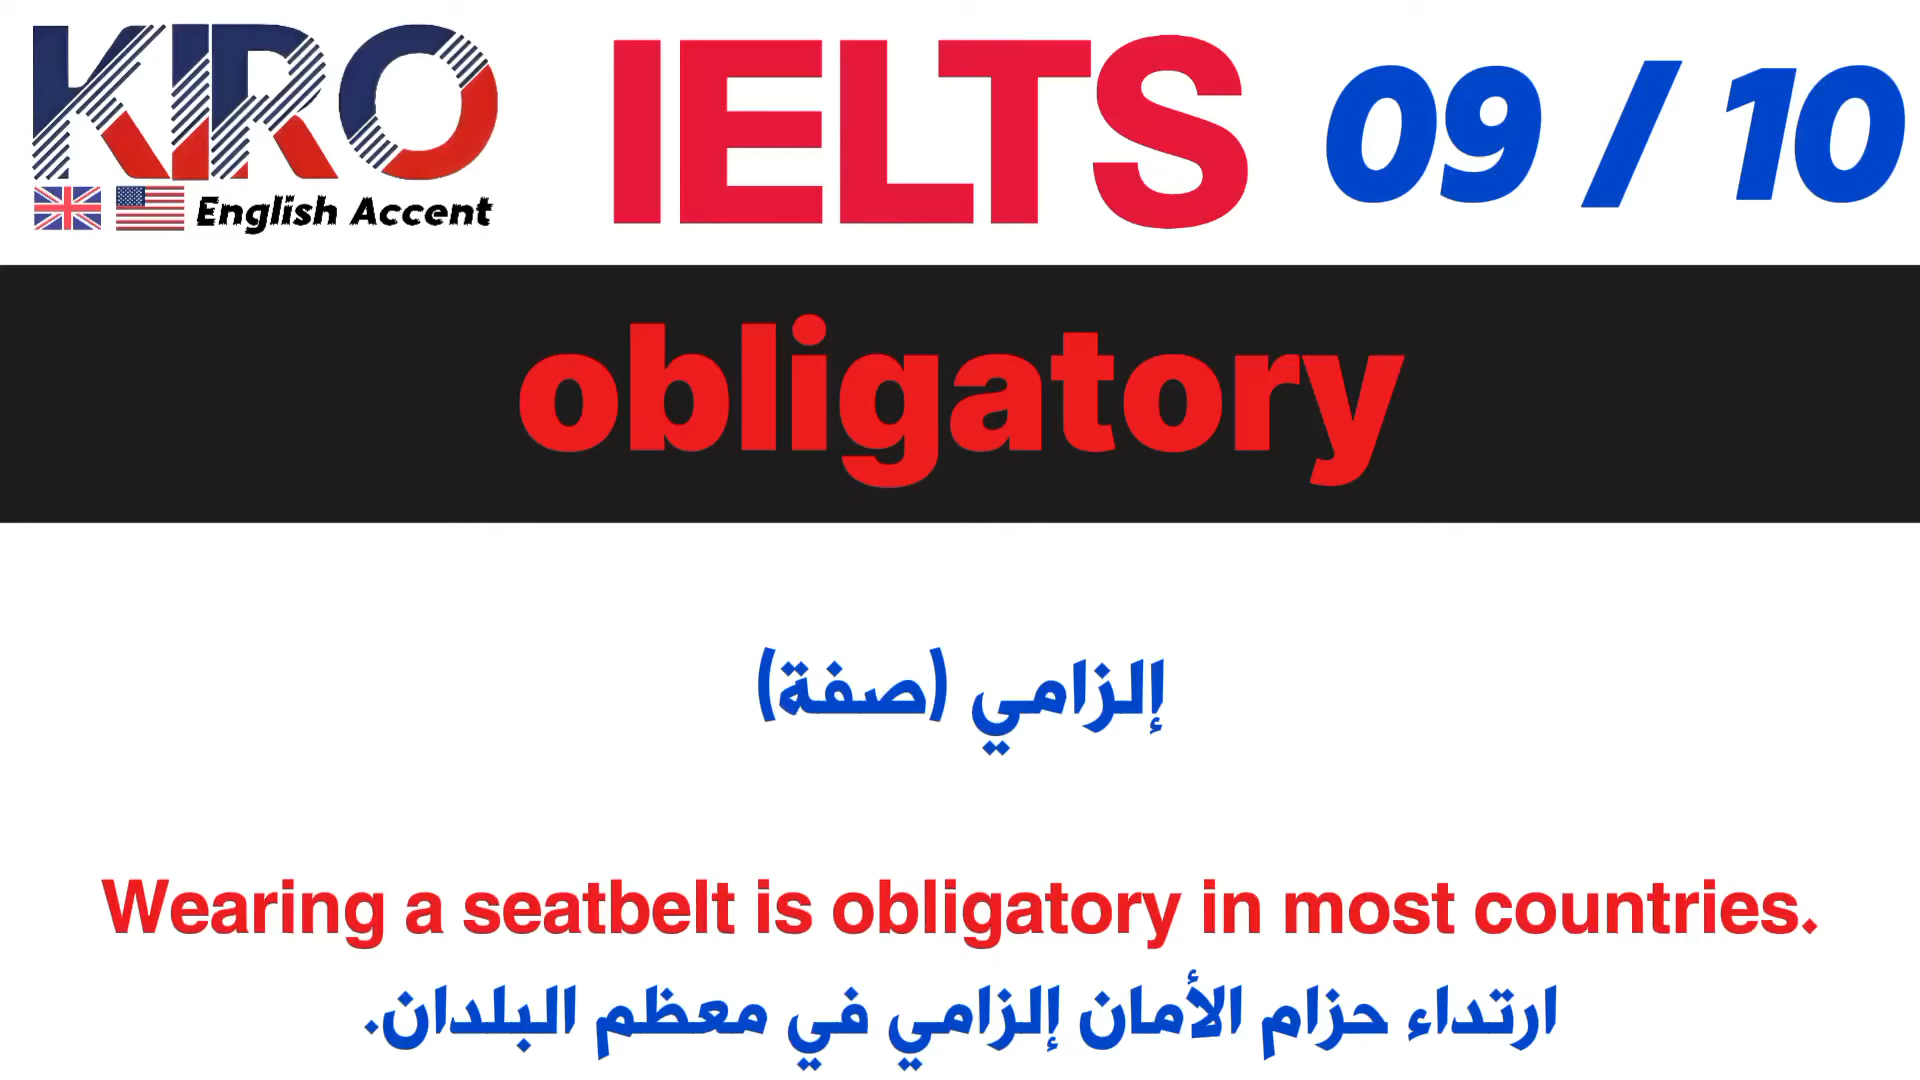 KIRO
English Accent
IELTS
09 / 10
obligatory
إلزامي (صفة)
Wearing a seatbelt is obligatory in most countries.
ارتداء حزام الأمان إلزامي في معظم البلدان.